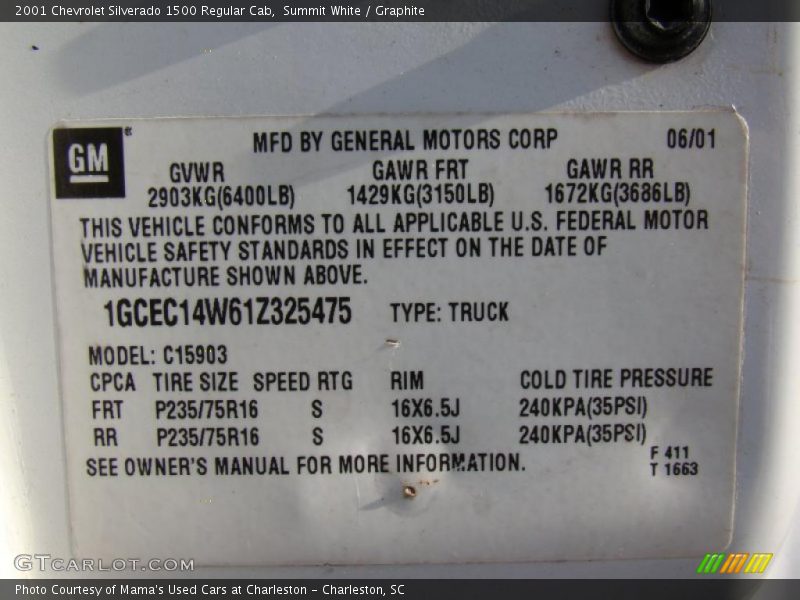 2001 Chevrolet Silverado 1500 Regular Cab, Summit White / Graphite
GM®
MFD BY GENERAL MOTORS CORP 06/01
GVWR GAWR FRT GAWR RR
2903KG(6400LB) 1429KG(3150LB) 1672KG(3686LB)
THIS VEHICLE CONFORMS TO ALL APPLICABLE U.S. FEDERAL MOTOR
VEHICLE SAFETY STANDARDS IN EFFECT ON THE DATE OF
MANUFACTURE SHOWN ABOVE.
1GCEC14W61Z325475 TYPE: TRUCK
MODEL: C15903
CPCA TIRE SIZE SPEED RTG RIM COLD TIRE PRESSURE
FRT P235/75R16 S 16X6.5J 240KPA(35PSI)
RR P235/75R16 S 16X6.5J 240KPA(35PSI)
SEE OWNER'S MANUAL FOR MORE INFORMATION.
F 411
T 1663
GTCARLOT.COM
Photo Courtesy of Mama's Used Cars at Charleston - Charleston, SC